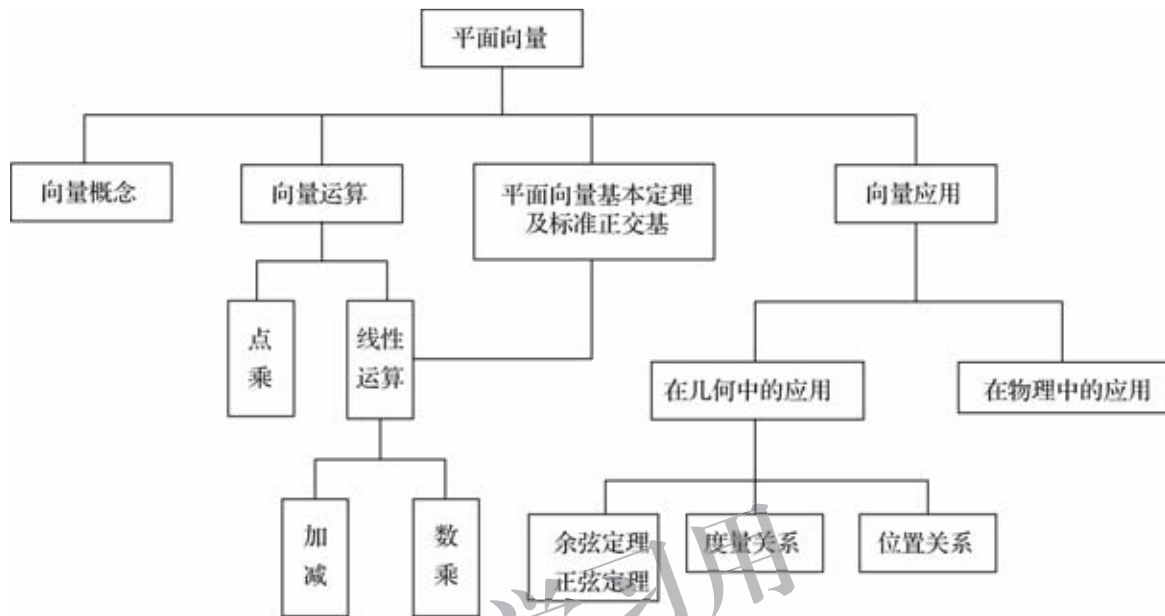 平面向量
向量概念
向量运算
平面向量基本定理
及标准正交基
向量应用
点
乘
线性
运算
在几何中的应用
在物理中的应用
加
减
数
乘
余弦定理
正弦定理
度量关系
位置关系
学习用